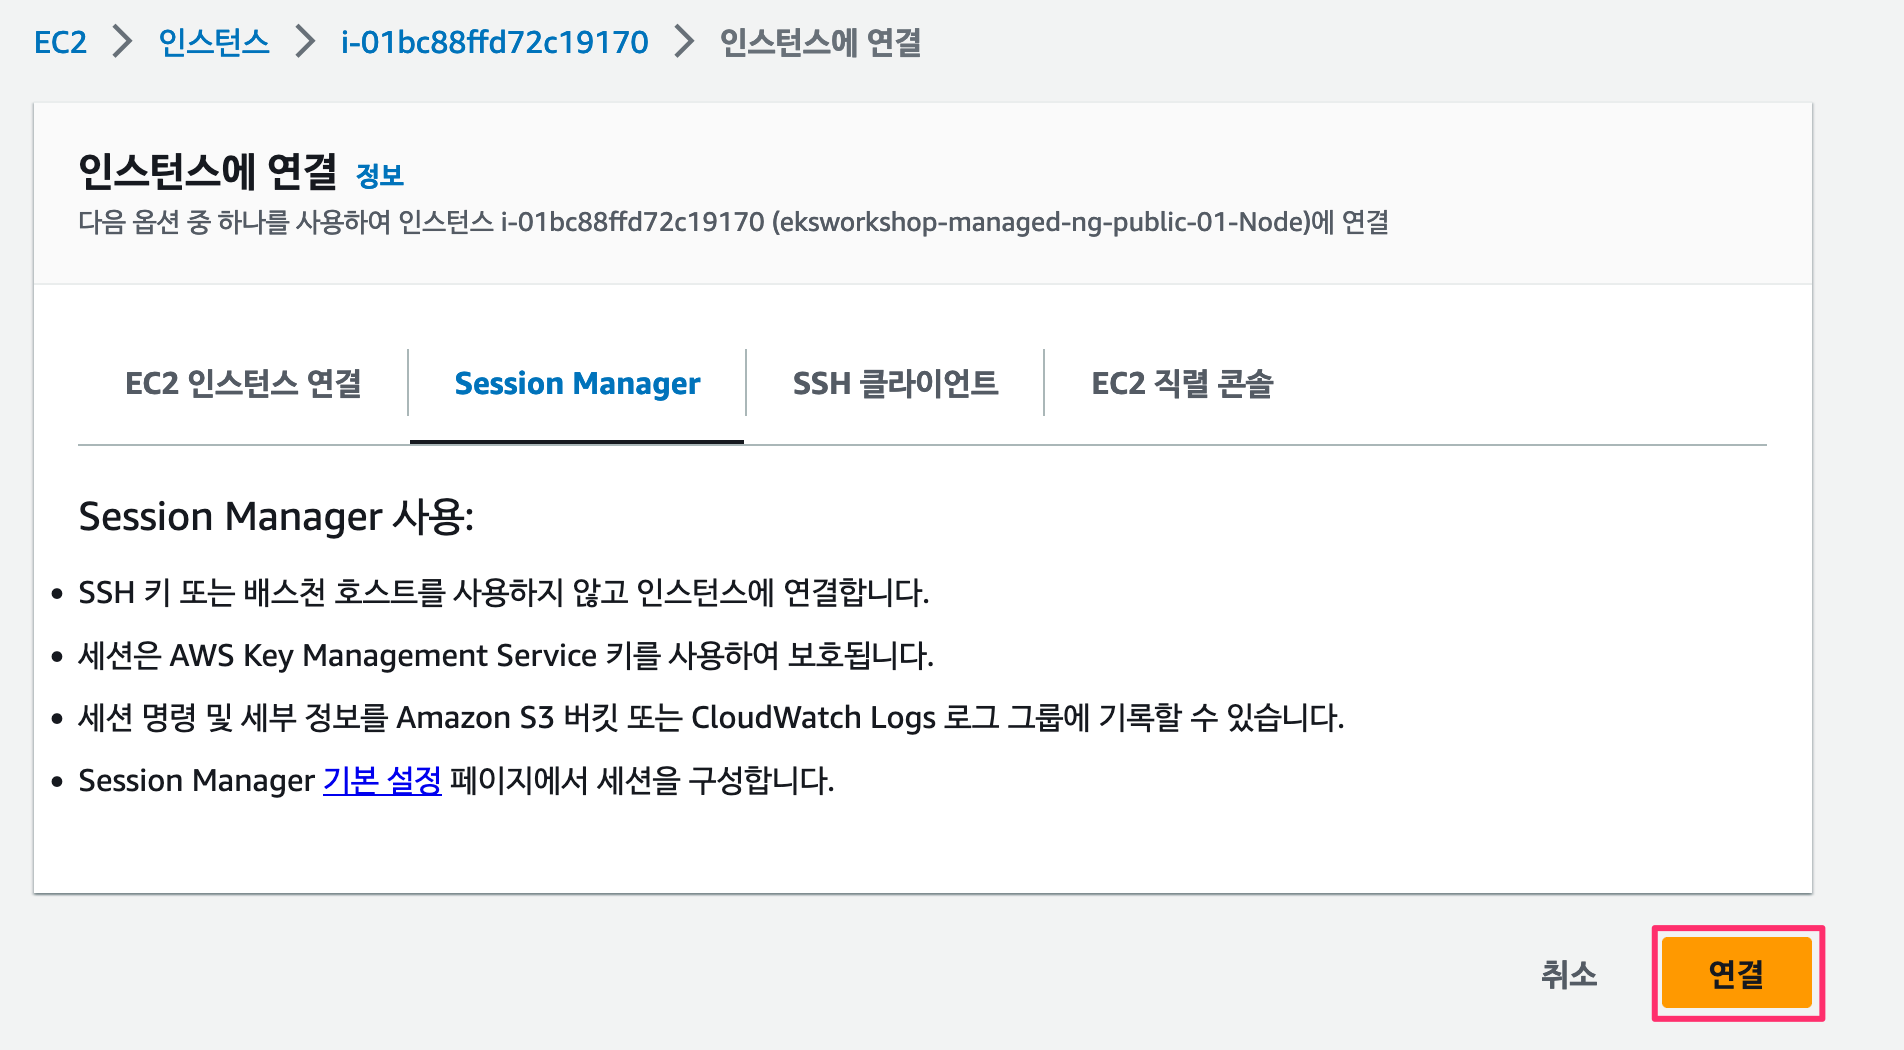 EC2 > 인스턴스 > i-01bc88ffd72c19170 > 인스턴스에 연결
인스턴스에 연결 정보
다음 옵션 중 하나를 사용하여 인스턴스 i-01bc88ffd72c19170 (eksworkshop-managed-ng-public-01-Node)에 연결
EC2 인스턴스 연결 Session Manager SSH 클라이언트 EC2 직렬 콘솔
Session Manager 사용:
• SSH 키 또는 배스천 호스트를 사용하지 않고 인스턴스에 연결합니다.
• 세션은 AWS Key Management Service 키를 사용하여 보호됩니다.
• 세션 명령 및 세부 정보를 Amazon S3 버킷 또는 CloudWatch Logs 로그 그룹에 기록할 수 있습니다.
• Session Manager 기본 설정 페이지에서 세션을 구성합니다.
취소 연결